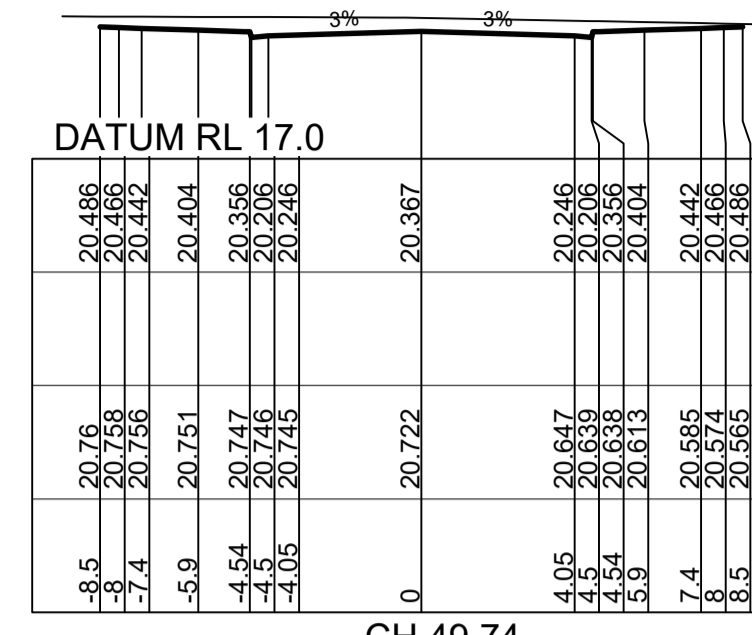 3% 3%
DATUM RL 17.0
20.486 20.466 20.442 20.404 20.356 20.206 20.246 20.367 20.246 20.206 20.356 20.404 20.442 20.466 20.486
20.76 20.758 20.756 20.751 20.747 20.746 20.745 20.722 20.647 20.639 20.638 20.613 20.585 20.574 20.565
-8.5 -8 -7.4 -5.9 -4.54 -4.5 -4.05 0 4.05 4.5 4.54 5.9 7.4 8 8.5
CH 49.74